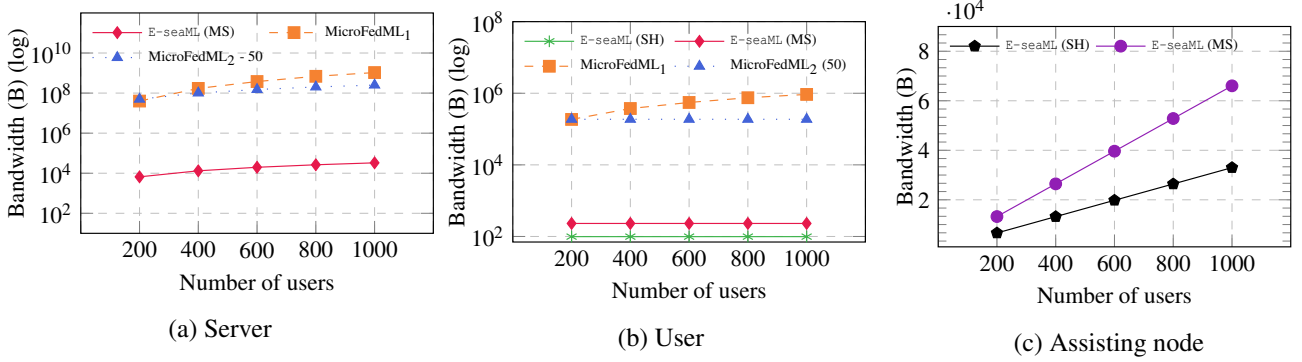 E-seaML (MS)
MicroFedML1
MicroFedML2 - 50
10^10
10^8
10^6
10^4
10^2
Bandwidth (B) (log)
200 400 600 800 1000
Number of users
(a) Server
E-seaML (SH)
E-seaML (MS)
MicroFedML1
MicroFedML2 (50)
10^8
10^6
10^4
10^2
Bandwidth (B) (log)
200 400 600 800 1000
Number of users
(b) User
·10^4
E-seaML (SH)
E-seaML (MS)
8
6
4
2
Bandwidth (B)
200 400 600 800 1000
Number of users
(c) Assisting node